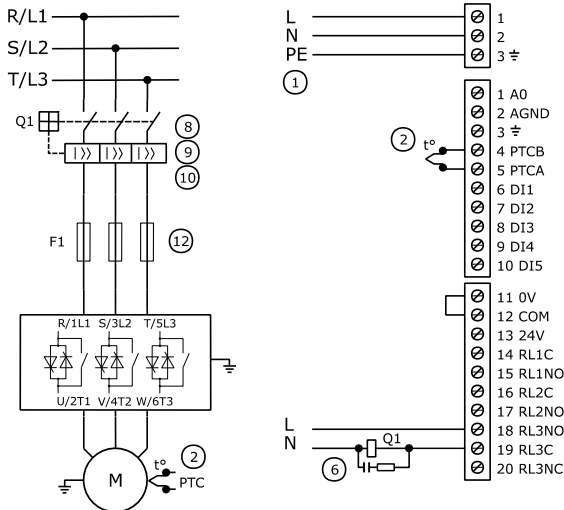 R/L1
S/L2
T/L3
Q1
8
I>> I>> I>>
9
10
F1
12
R/1L1 S/3L2 T/5L3
U/2T1 V/4T2 W/6T3
M
t°
2
PTC
L
N
PE
1
1
2
3
1 A0
2 AGND
3
4 PTCB
5 PTCA
6 DI1
7 DI2
8 DI3
9 DI4
10 DI5
2
t°
11 0V
12 COM
13 24V
14 RL1C
15 RL1NO
16 RL2C
17 RL2NO
18 RL3NO
19 RL3C
20 RL3NC
L
N
Q1
6